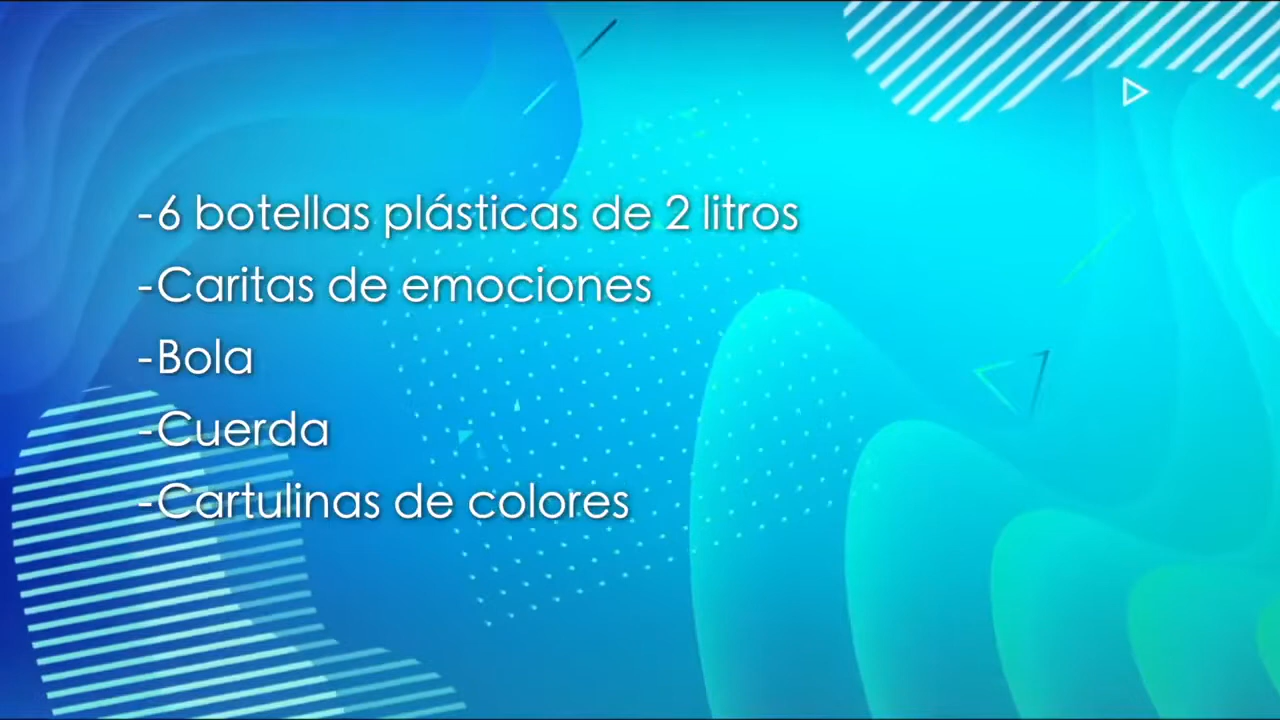 -6 botellas plásticas de 2 litros
-Caritas de emociones
-Bola
-Cuerda
-Cartulinas de colores